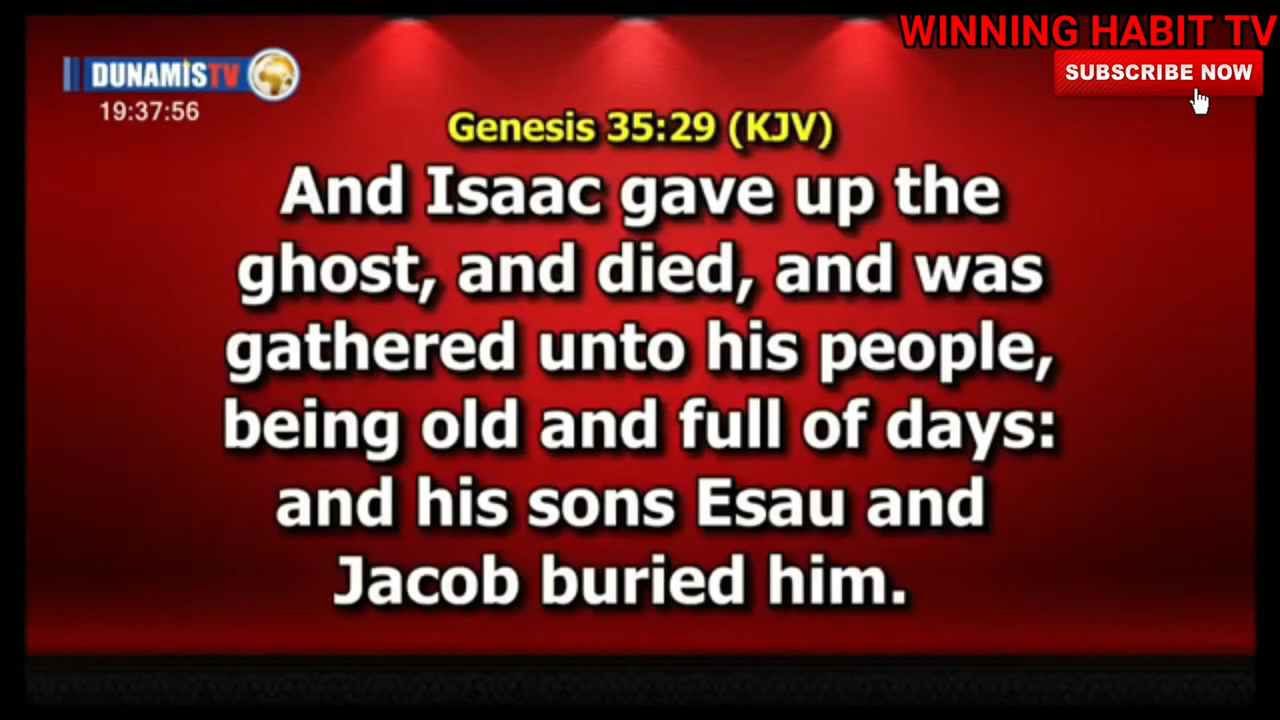 WINNING HABIT TV
DUNAMISTV
SUBSCRIBE NOW
19:37:56
Genesis 35:29 (KJV)
And Isaac gave up the
ghost, and died, and was
gathered unto his people,
being old and full of days:
and his sons Esau and
Jacob buried him.